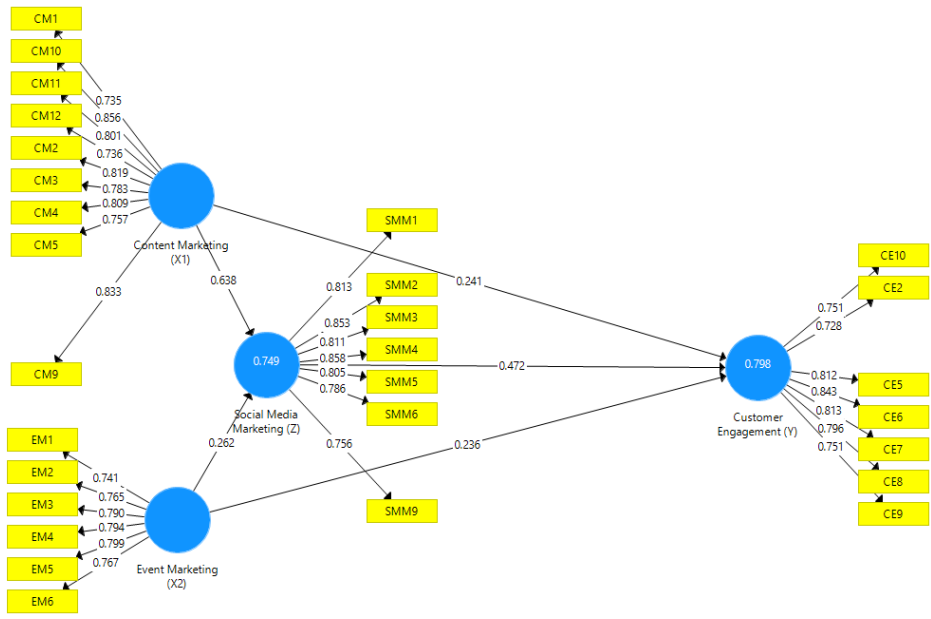 CM1
CM10
CM11
CM12
CM2
CM3
CM4
CM5
0.735
0.856
0.801
0.736
0.819
0.783
0.809
0.757
Content Marketing
(X1)
0.833
CM9
0.638
0.241
SMM1
SMM2
SMM3
SMM4
SMM5
SMM6
0.813
0.853
0.811
0.858
0.805
0.786
0.749
Social Media
Marketing (Z)
0.472
0.756
SMM9
0.262
0.236
EM1
EM2
EM3
EM4
EM5
EM6
0.741
0.765
0.790
0.794
0.799
0.767
Event Marketing
(X2)
0.798
Customer
Engagement (Y)
0.751
0.728
0.812
0.843
0.813
0.796
0.751
CE10
CE2
CE5
CE6
CE7
CE8
CE9